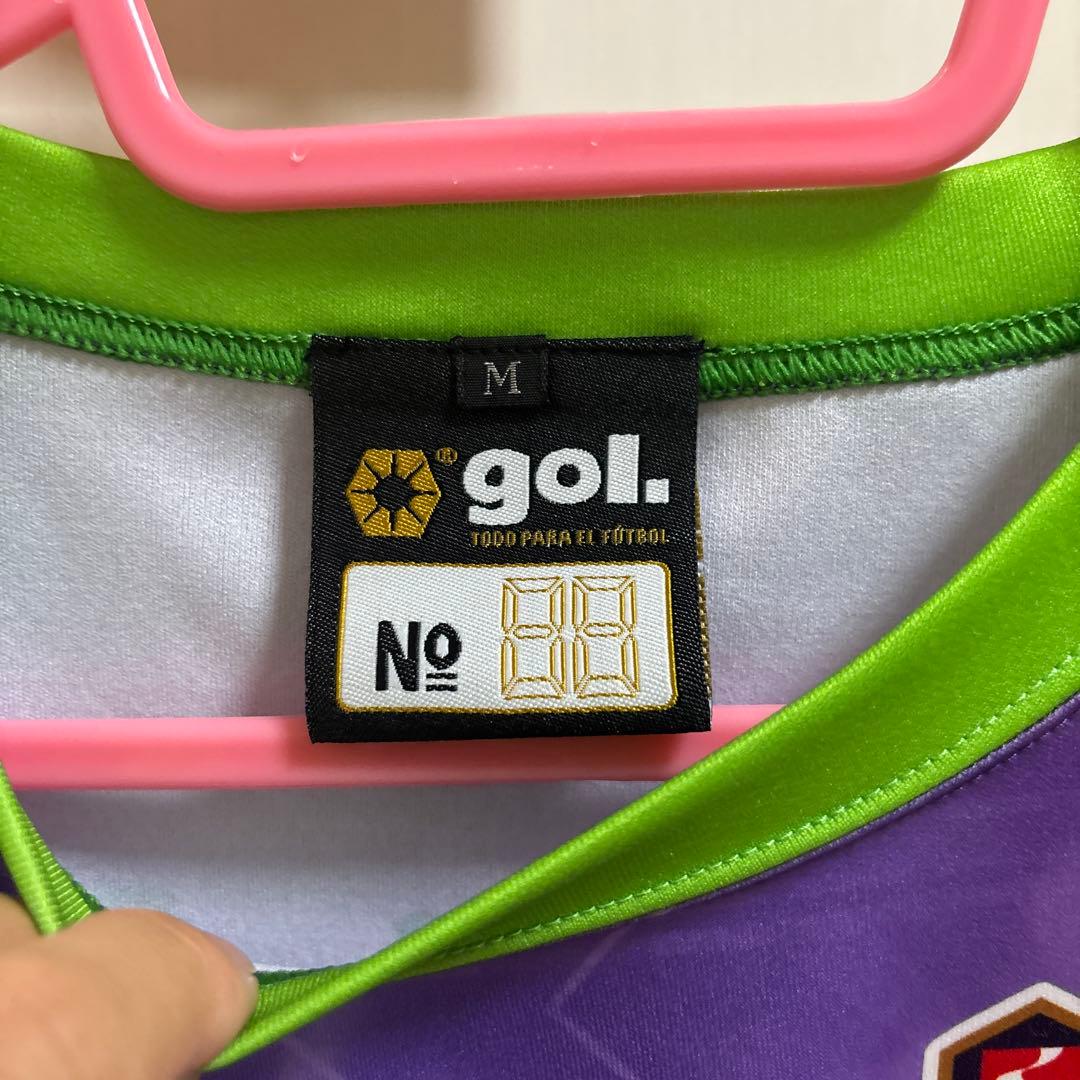 M
® gol.
TODO PARA EL FÚTBOL
Nº 88